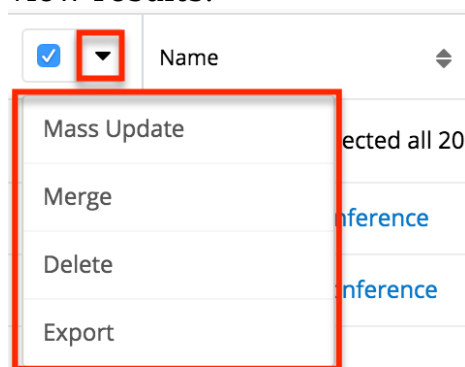 Name
Mass Update
ected all 20
Merge
nference
Delete
nference
Export